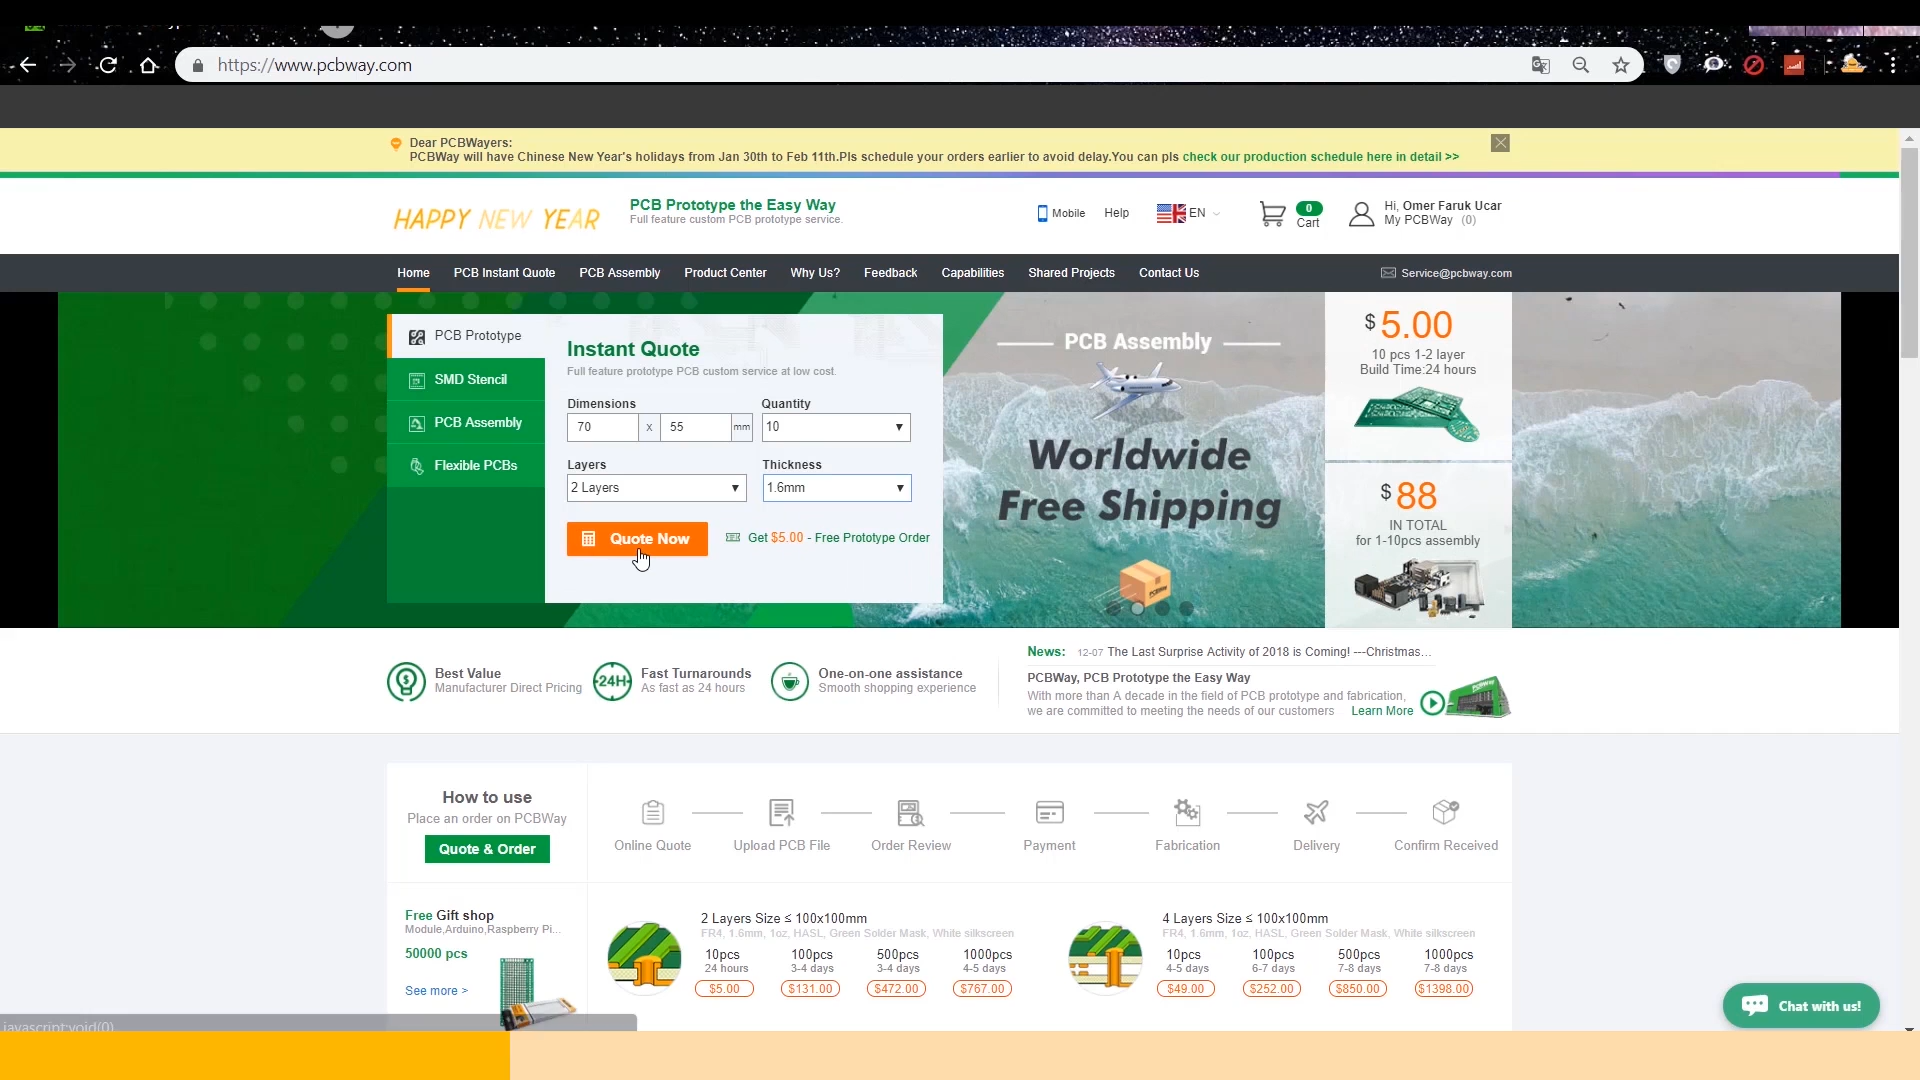 https://www.pcbway.com
Dear PCBWayers:
PCBWay will have Chinese New Year's holidays from Jan 30th to Feb 11th.Pls schedule your orders earlier to avoid delay.You can pls check our production schedule here in detail >>
HAPPY NEW YEAR
PCB Prototype the Easy Way
Full feature custom PCB prototype service.
Mobile
Help
EN
0
Cart
Hi, Omer Faruk Ucar
My PCBWay (0)
Home
PCB Instant Quote
PCB Assembly
Product Center
Why Us?
Feedback
Capabilities
Shared Projects
Contact Us
Service@pcbway.com
PCB Prototype
SMD Stencil
PCB Assembly
Flexible PCBs
Instant Quote
Full feature prototype PCB custom service at low cost.
Dimensions
Quantity
70 x 55 mm
10
Layers
Thickness
2 Layers
1.6mm
Quote Now
Get $5.00 - Free Prototype Order
PCB Assembly
Worldwide
Free Shipping
$5.00
10 pcs 1-2 layer
Build Time:24 hours
$88
IN TOTAL
for 1-10pcs assembly
Best Value
Manufacturer Direct Pricing
24H
Fast Turnarounds
As fast as 24 hours
One-on-one assistance
Smooth shopping experience
News: 12-07 The Last Surprise Activity of 2018 is Coming! ---Christmas...
PCBWay, PCB Prototype the Easy Way
With more than A decade in the field of PCB prototype and fabrication,
we are committed to meeting the needs of our customers Learn More
How to use
Place an order on PCBWay
Quote & Order
Online Quote
Upload PCB File
Order Review
Payment
Fabrication
Delivery
Confirm Received
Free Gift shop
Module,Arduino,Raspberry Pi...
50000 pcs
See more >
2 Layers Size ≤ 100x100mm
FR4, 1.6mm, 1oz, HASL, Green Solder Mask, White silkscreen
10pcs 100pcs 500pcs 1000pcs
24 hours 3-4 days 3-4 days 4-5 days
$5.00 $131.00 $472.00 $767.00
4 Layers Size ≤ 100x100mm
FR4, 1.6mm, 1oz, HASL, Green Solder Mask, White silkscreen
10pcs 100pcs 500pcs 1000pcs
4-5 days 6-7 days 7-8 days 7-8 days
$49.00 $252.00 $850.00 $1398.00
Chat with us!
javascript:void(0)